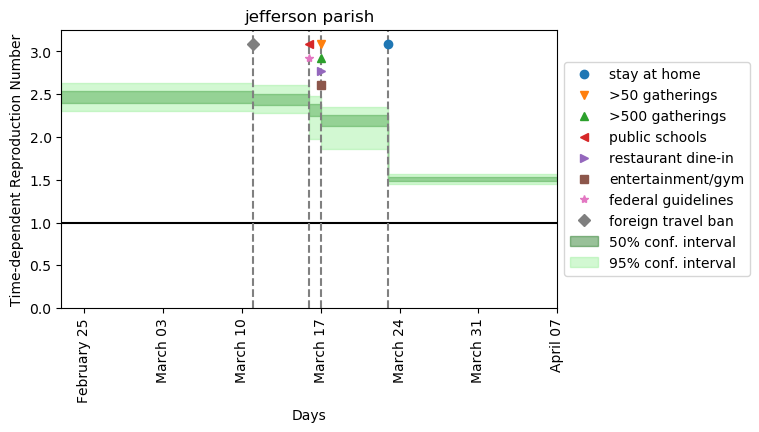 jefferson parish
Time-dependent Reproduction Number
3.0
2.5
2.0
1.5
1.0
0.5
0.0
February 25
March 03
March 10
March 17
March 24
March 31
April 07
Days
stay at home
>50 gatherings
>500 gatherings
public schools
restaurant dine-in
entertainment/gym
federal guidelines
foreign travel ban
50% conf. interval
95% conf. interval